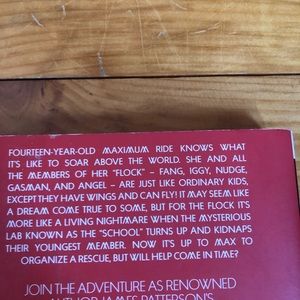 FOURTEEN-YEAR-OLD MAXIMUM RIDE KNOWS WHAT
IT'S LIKE TO SOAR ABOVE THE WORLD. SHE AND ALL
THE MEMBERS OF HER "FLOCK" – FANG, IGGY, NUDGE,
GASMAN, AND ANGEL – ARE JUST LIKE ORDINARY KIDS,
EXCEPT THEY HAVE WINGS AND CAN FLY! IT MAY SEEM LIKE
A DREAM COME TRUE TO SOME, BUT FOR THE FLOCK IT'S
MORE LIKE A LIVING NIGHTMARE WHEN THE MYSTERIOUS
LAB KNOWN AS THE "SCHOOL" TURNS UP AND KIDNAPS
THEIR YOUNGEST MEMBER. NOW IT'S UP TO MAX TO
ORGANIZE A RESCUE, BUT WILL HELP COME IN TIME?
JOIN THE ADVENTURE AS RENOWNED
AUTHOR JAMES PATTERSON'S